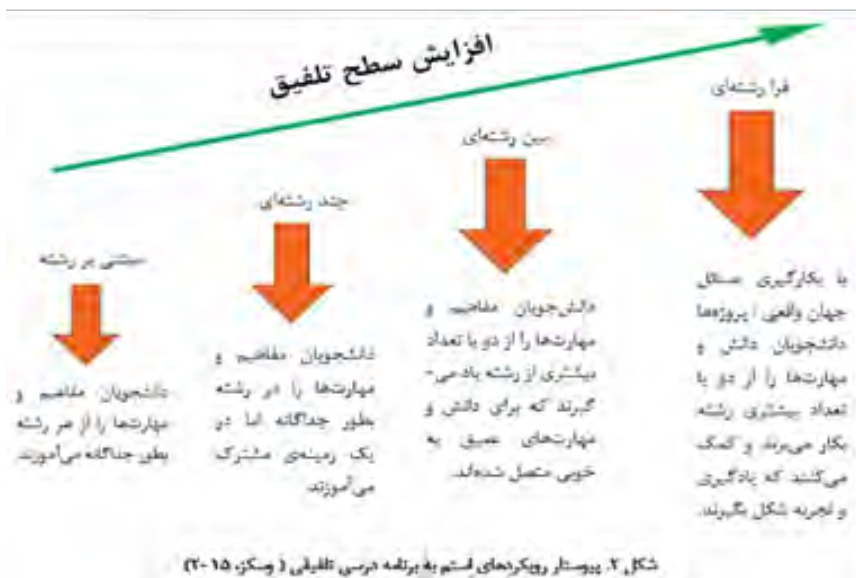 افزایش سطح تلفیق
فرا رشته‌ای
بین رشته‌ای
چند رشته‌ای
مبتنی بر رشته
با بکارگیری مسائل
جهان واقعی / پروژه‌ها
دانشجویان دانش و
مهارت‌ها را از دو یا
تعداد بیشتری رشته
بکار می‌برند و کمک
می‌کنند که یادگیری
و تجربه شکل بگیرند.
دانش‌جویان مفاهیم و
مهارت‌ها را از دو یا تعداد
بیشتری از رشته یاد می-
گیرند که برای دانش و
مهارت‌های عمیق به
خوبی متصل شده‌اند.
دانشجویان مفاهیم و
مهارت‌ها را در رشته
بطور جداگانه اما در
یک زمینه‌ی مشترک
می‌آموزند
دانشجویان مفاهیم و
مهارت‌ها را از هر رشته
بطور جداگانه می‌آموزند
شکل ۲. پیوستار رویکردهای استم به برنامه درسی تلفیقی ( وسکز، ۲۰۱۵)